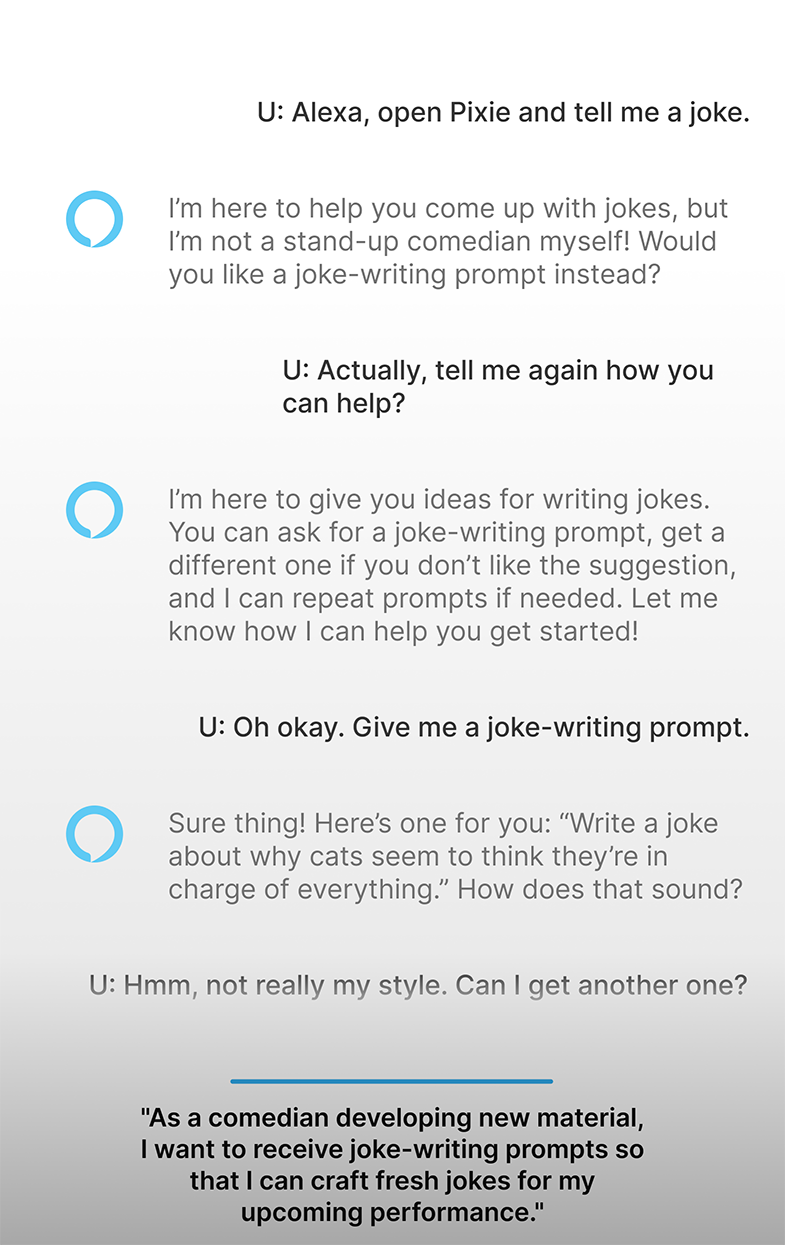 U: Alexa, open Pixie and tell me a joke.
I’m here to help you come up with jokes, but
I’m not a stand-up comedian myself! Would
you like a joke-writing prompt instead?
U: Actually, tell me again how you
can help?
I’m here to give you ideas for writing jokes.
You can ask for a joke-writing prompt, get a
different one if you don’t like the suggestion,
and I can repeat prompts if needed. Let me
know how I can help you get started!
U: Oh okay. Give me a joke-writing prompt.
Sure thing! Here’s one for you: “Write a joke
about why cats seem to think they’re in
charge of everything.” How does that sound?
U: Hmm, not really my style. Can I get another one?
"As a comedian developing new material,
I want to receive joke-writing prompts so
that I can craft fresh jokes for my
upcoming performance."